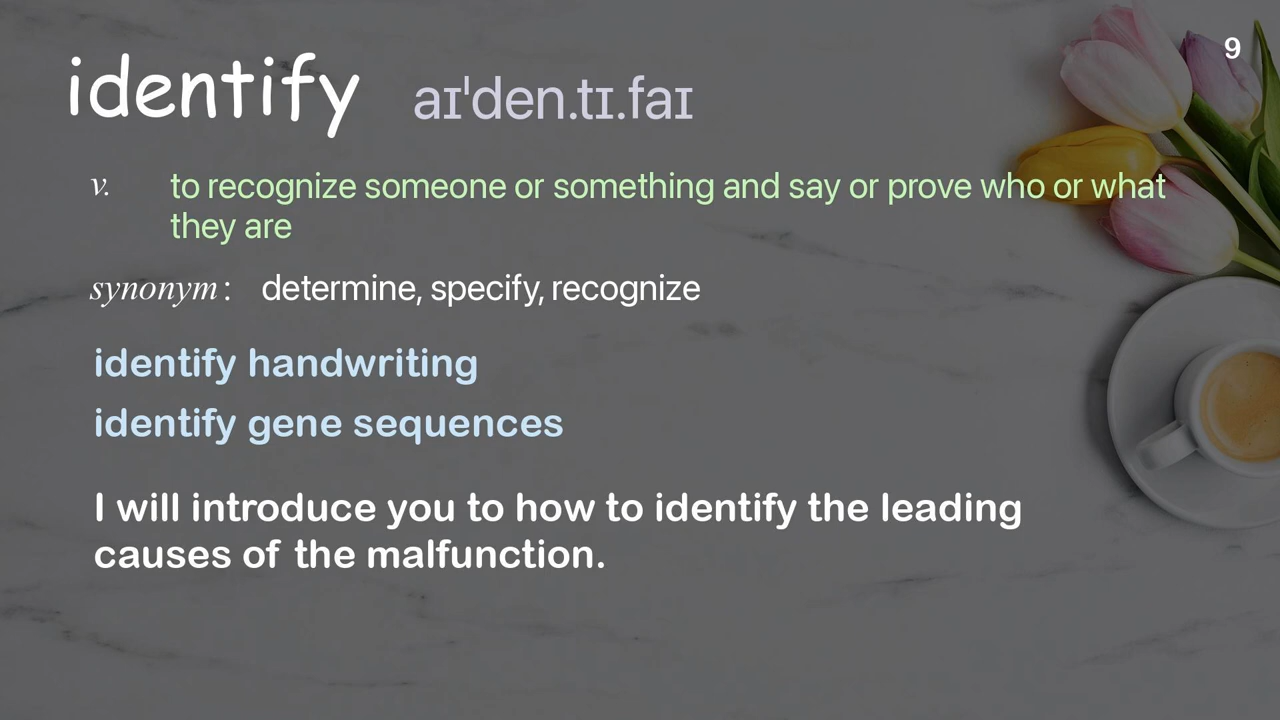 9
identify aɪ'den.tɪ.faɪ
v. to recognize someone or something and say or prove who or what
they are
synonym: determine, specify, recognize
identify handwriting
identify gene sequences
I will introduce you to how to identify the leading
causes of the malfunction.